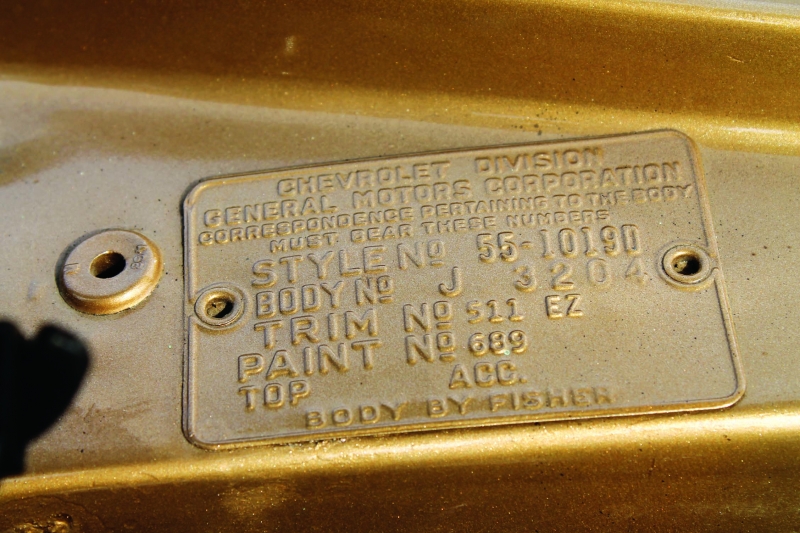 CHEVROLET DIVISION
GENERAL MOTORS CORPORATION
CORRESPONDENCE PERTAINING TO THE BODY
MUST BEAR THESE NUMBERS
STYLE Nº 55-1019D
BODY Nº J 3204
TRIM Nº 511 EZ
PAINT Nº 689
TOP ACC.
BODY BY FISHER